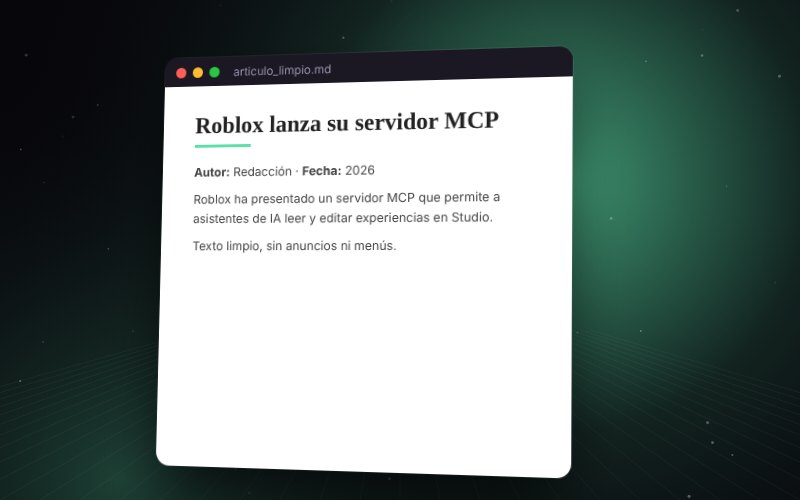 articulo_limpio.md
Roblox lanza su servidor MCP
Autor: Redacción · Fecha: 2026
Roblox ha presentado un servidor MCP que permite a
asistentes de IA leer y editar experiencias en Studio.
Texto limpio, sin anuncios ni menús.